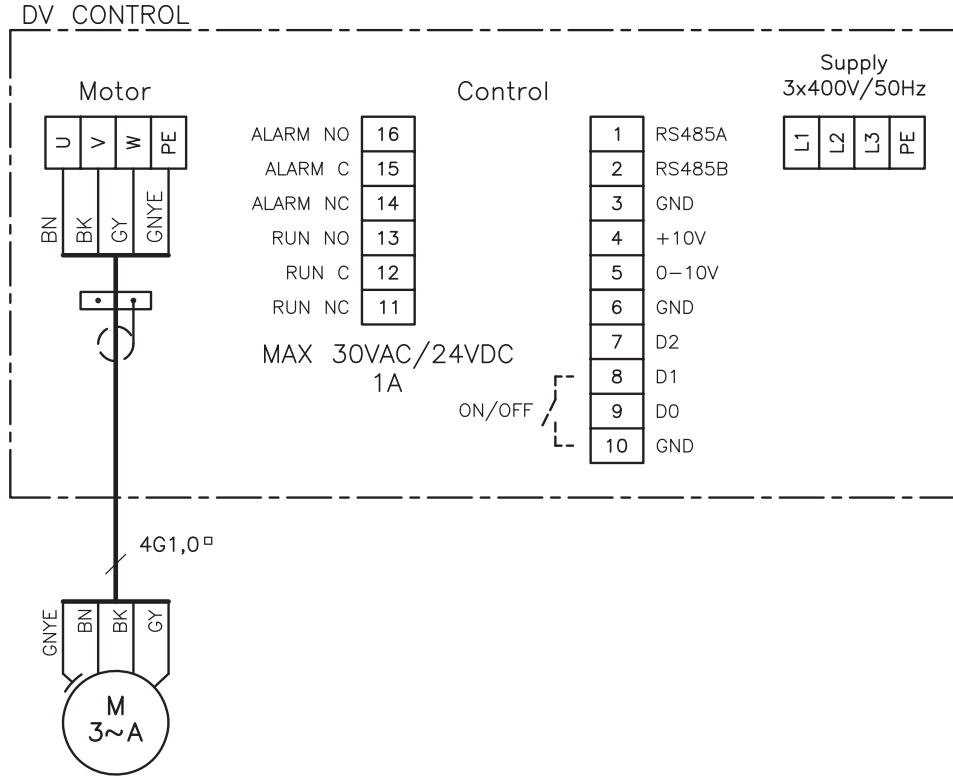 DV CONTROL
Motor
U V W PE
BN BK GY GNYE
Control
ALARM NO 16
ALARM C 15
ALARM NC 14
RUN NO 13
RUN C 12
RUN NC 11
MAX 30VAC/24VDC
1A
1 RS485A
2 RS485B
3 GND
4 +10V
5 0-10V
6 GND
7 D2
8 D1
9 D0
10 GND
ON/OFF
Supply
3x400V/50Hz
L1 L2 L3 PE
4G1,0□
GNYE BN BK GY
M
3~A